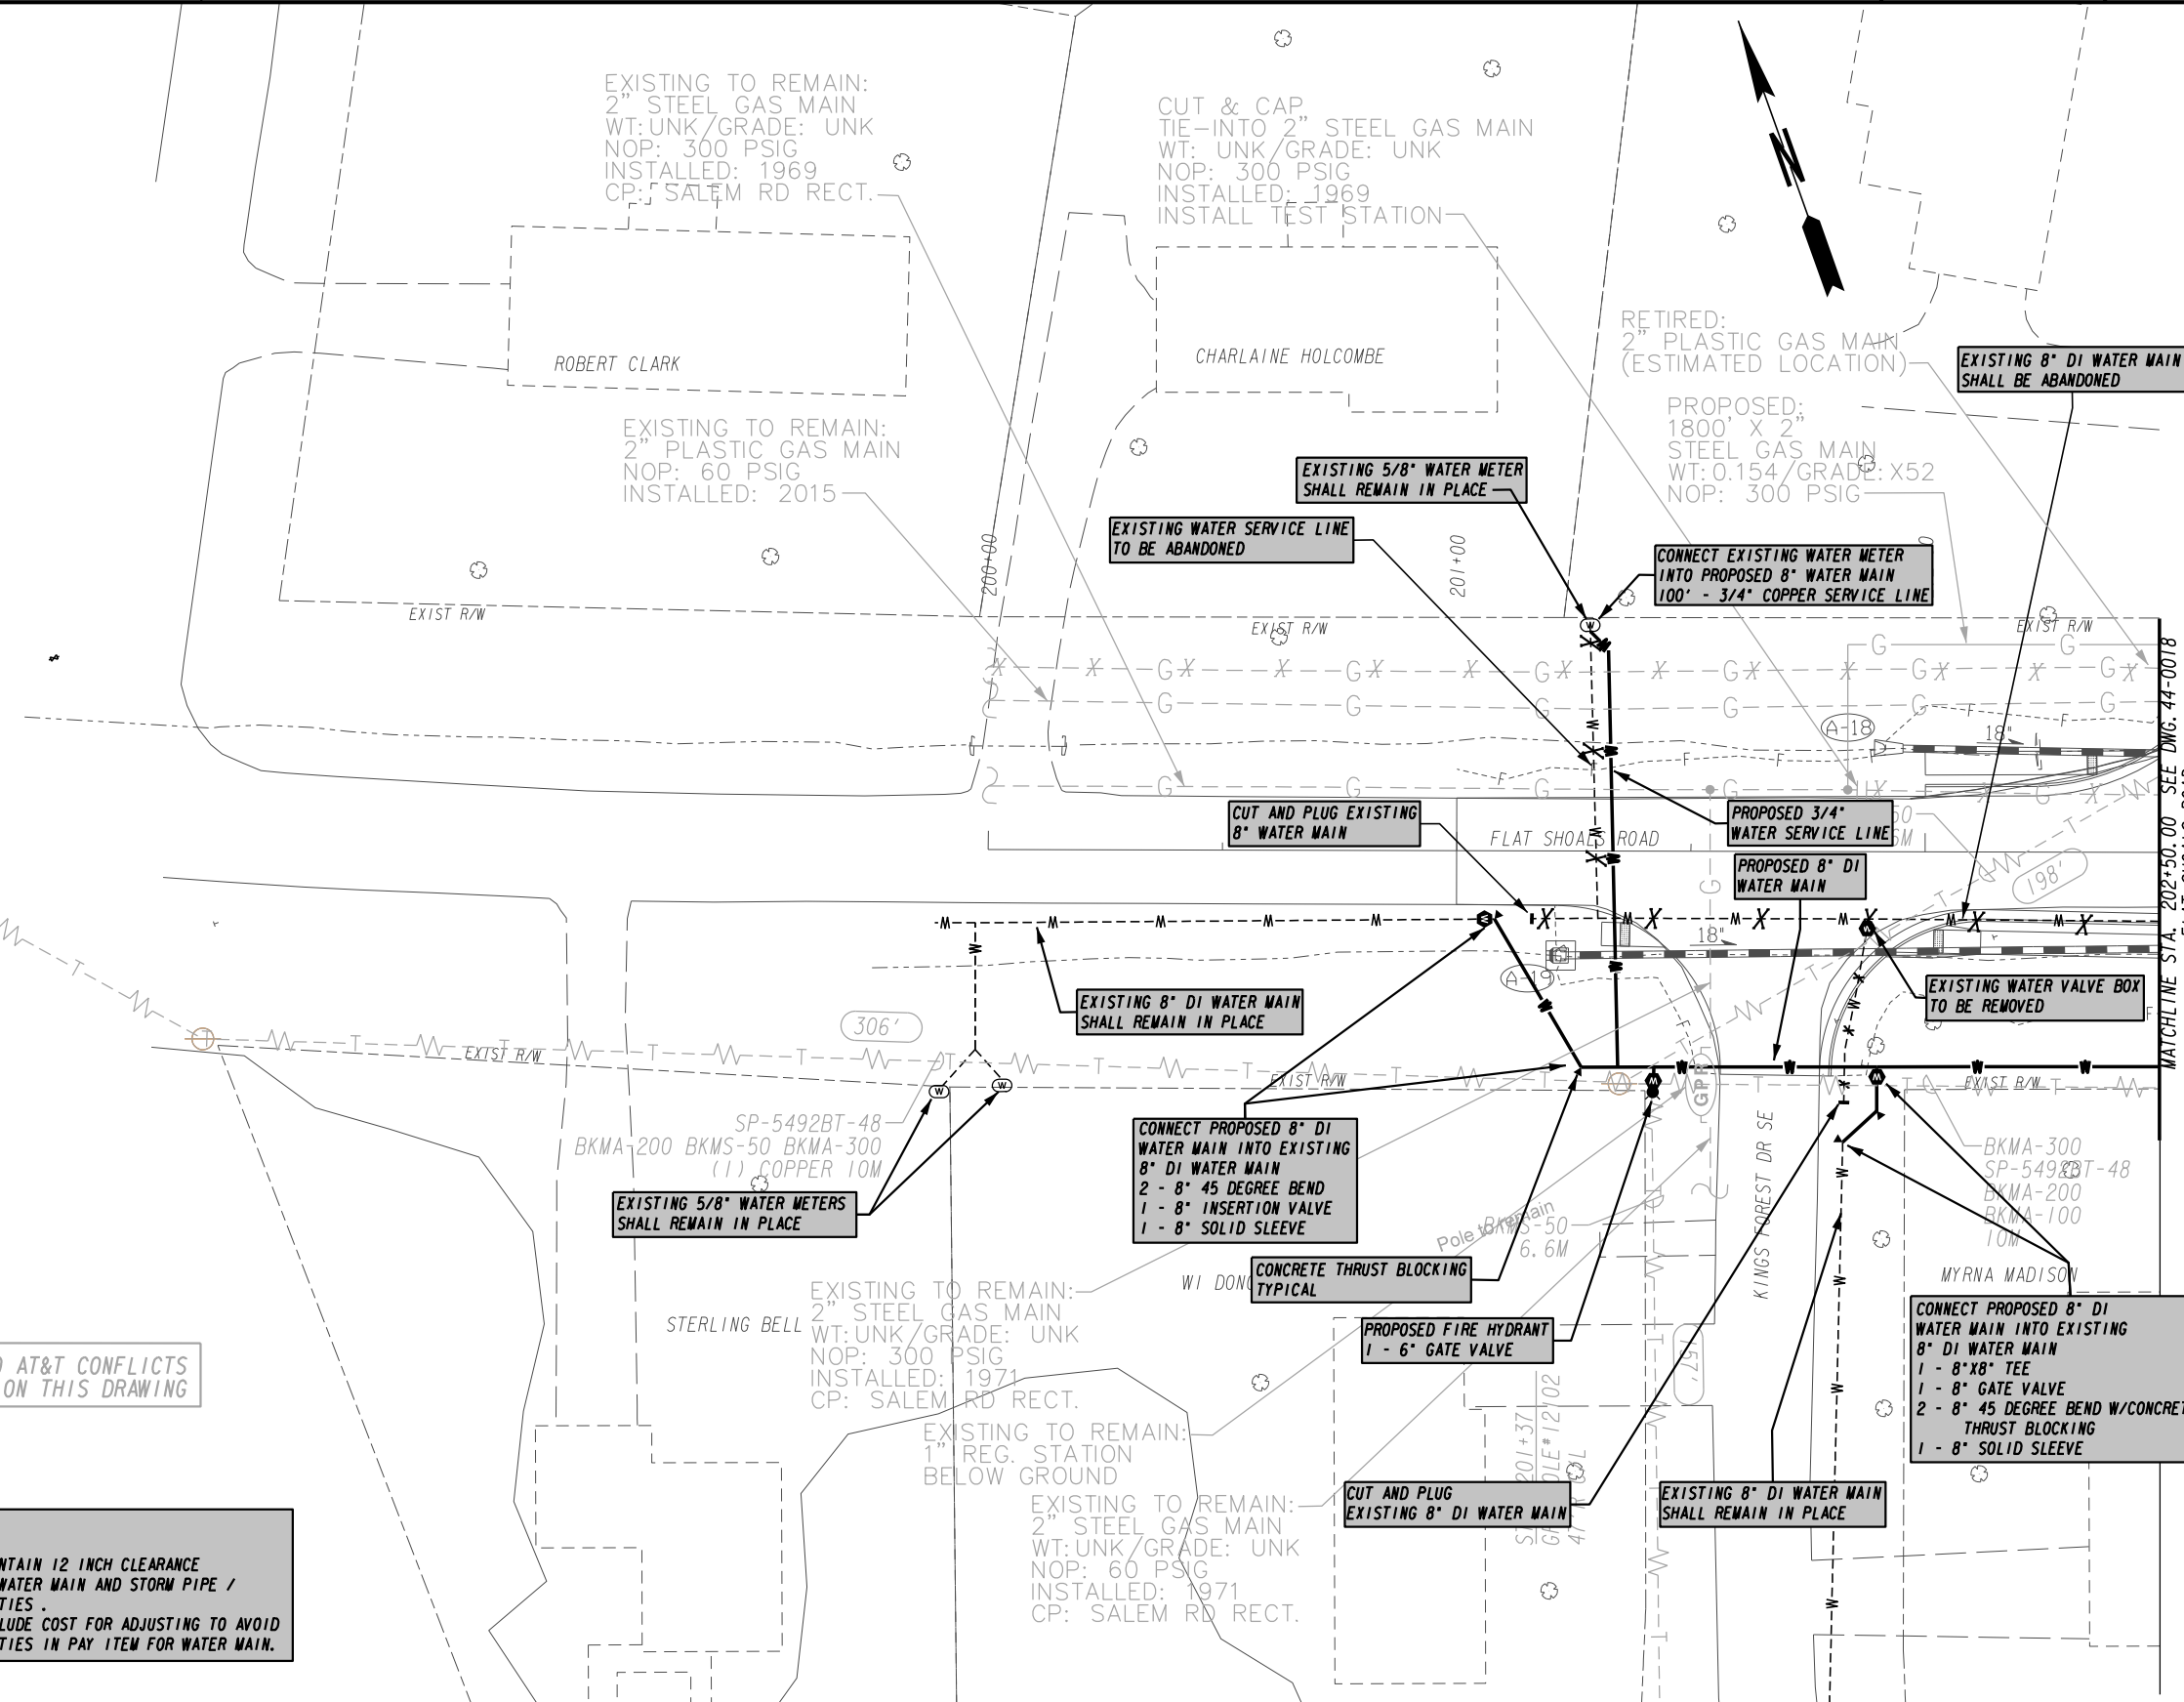 EXISTING TO REMAIN:
2" STEEL GAS MAIN
WT: UNK/GRADE: UNK
NOP: 300 PSIG
INSTALLED: 1969
CP: SALEM RD RECT.
CUT & CAP
TIE-INTO 2" STEEL GAS MAIN
WT: UNK/GRADE: UNK
NOP: 300 PSIG
INSTALLED: 1969
INSTALL TEST STATION
N
RETIRED:
2" PLASTIC GAS MAIN
(ESTIMATED LOCATION)
EXISTING 8" DI WATER MAIN
SHALL BE ABANDONED
ROBERT CLARK
CHARLAINE HOLCOMBE
PROPOSED:
1800' X 2"
STEEL GAS MAIN
WT:0.154/GRADE: X52
NOP: 300 PSIG
EXISTING TO REMAIN:
2" PLASTIC GAS MAIN
NOP: 60 PSIG
INSTALLED: 2015
EXISTING 5/8" WATER METER
SHALL REMAIN IN PLACE
EXISTING WATER SERVICE LINE
TO BE ABANDONED
CONNECT EXISTING WATER METER
INTO PROPOSED 8" WATER MAIN
100' - 3/4" COPPER SERVICE LINE
200+00
201+00
EXIST R/W
EXIST R/W
EXIST R/W
A-18
18"
CUT AND PLUG EXISTING
8" WATER MAIN
FLAT SHOALS ROAD
PROPOSED 3/4"
WATER SERVICE LINE
PROPOSED 8" DI
WATER MAIN
198'
MATCHLINE STA. 202+50.00 SEE DWG. 44-0018
18"
A-19
EXISTING 8" DI WATER MAIN
SHALL REMAIN IN PLACE
EXISTING WATER VALVE BOX
TO BE REMOVED
306'
EXIST R/W
EXIST R/W
EXIST R/W
GPR
SP-5492BT-48
BKMA-200 BKMS-50 BKMA-300
(1) COPPER 10M
EXISTING 5/8" WATER METERS
SHALL REMAIN IN PLACE
CONNECT PROPOSED 8" DI
WATER MAIN INTO EXISTING
8" DI WATER MAIN
2 - 8" 45 DEGREE BEND
1 - 8" INSERTION VALVE
1 - 8" SOLID SLEEVE
Pole to remain
BKMS-50
6.6M
KINGS FOREST DR SE
BKMA-300
SP-5492BT-48
BKMA-200
BKMA-100
10M
MYRNA MADISON
CONCRETE THRUST BLOCKING
TYPICAL
STERLING BELL
EXISTING TO REMAIN:
2" STEEL GAS MAIN
WT: UNK/GRADE: UNK
NOP: 300 PSIG
INSTALLED: 1971
CP: SALEM RD RECT.
PROPOSED FIRE HYDRANT
1 - 6" GATE VALVE
157'
CONNECT PROPOSED 8" DI
WATER MAIN INTO EXISTING
8" DI WATER MAIN
1 - 8"X8" TEE
1 - 8" GATE VALVE
2 - 8" 45 DEGREE BEND W/CONCRET
THRUST BLOCKING
1 - 8" SOLID SLEEVE
AT&T CONFLICTS
ON THIS DRAWING
EXISTING TO REMAIN:
1" REG. STATION
BELOW GROUND
CUT AND PLUG
EXISTING 8" DI WATER MAIN
EXISTING 8" DI WATER MAIN
SHALL REMAIN IN PLACE
EXISTING TO REMAIN:
2" STEEL GAS MAIN
WT: UNK/GRADE: UNK
NOP: 60 PSIG
INSTALLED: 1971
CP: SALEM RD RECT.
NTAIN 12 INCH CLEARANCE
WATER MAIN AND STORM PIPE /
TIES .
LUDE COST FOR ADJUSTING TO AVOID
TIES IN PAY ITEM FOR WATER MAIN.